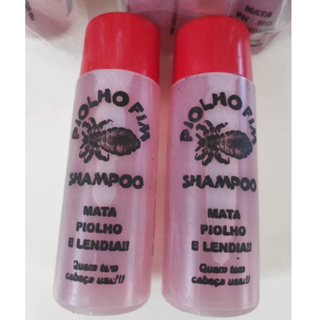 PIOLHO FIM
SHAMPOO
MATA
PIOLHO
E LENDIA!!
Quem tem
cabeça usa!!!
PIOLHO FIM
SHAMPOO
MATA
PIOLHO
E LENDIA!!
Quem tem
cabeça usa!!!